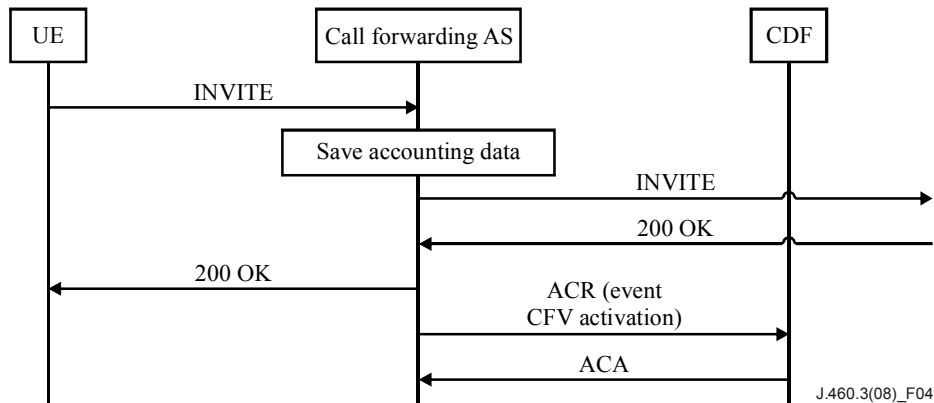 UE
Call forwarding AS
CDF
INVITE
Save accounting data
INVITE
200 OK
200 OK
ACR (event
CFV activation)
ACA
J.460.3(08)_F04